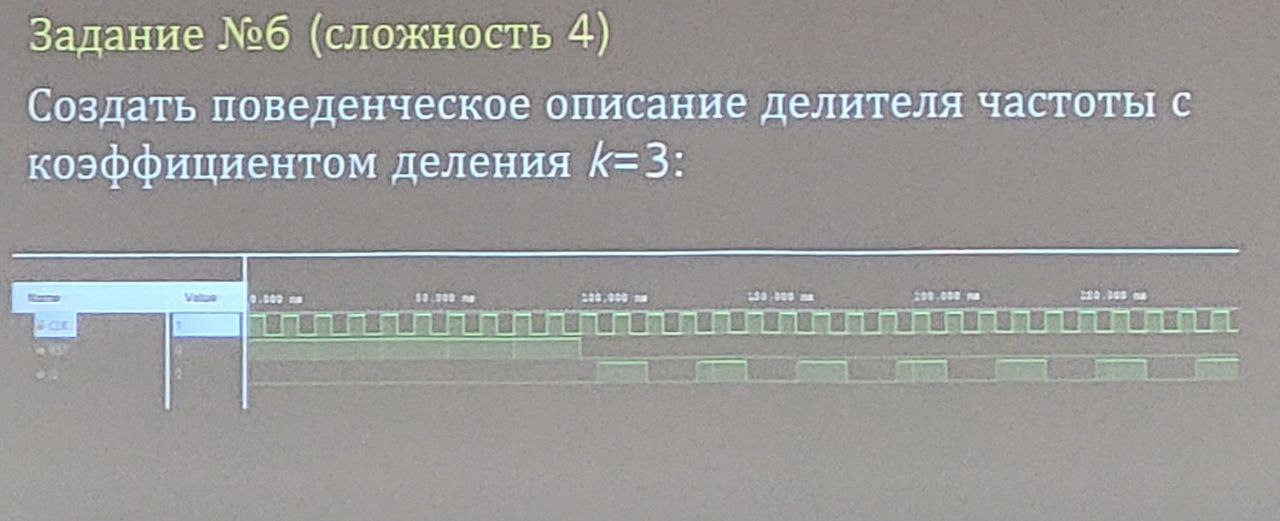 Задание №6 (сложность 4)
Создать поведенческое описание делителя частоты с
коэффициентом деления k=3:
Name Value 0.000 ns 50.000 ns 100.000 ns 150.000 ns 200.000 ns 250.000 ns
CLK 1
0
0